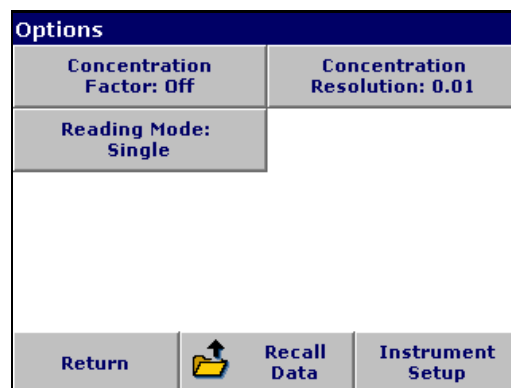 Options
Concentration
Factor: Off
Concentration
Resolution: 0.01
Reading Mode:
Single
Return
Recall
Data
Instrument
Setup